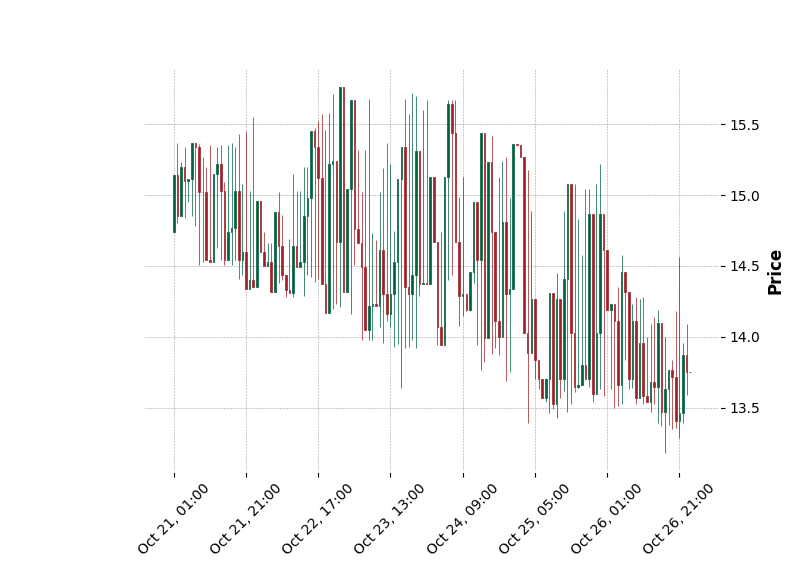 15.5
15.0
14.5
14.0
13.5
Price
Oct 21, 01:00
Oct 21, 21:00
Oct 22, 17:00
Oct 23, 13:00
Oct 24, 09:00
Oct 25, 05:00
Oct 26, 01:00
Oct 26, 21:00